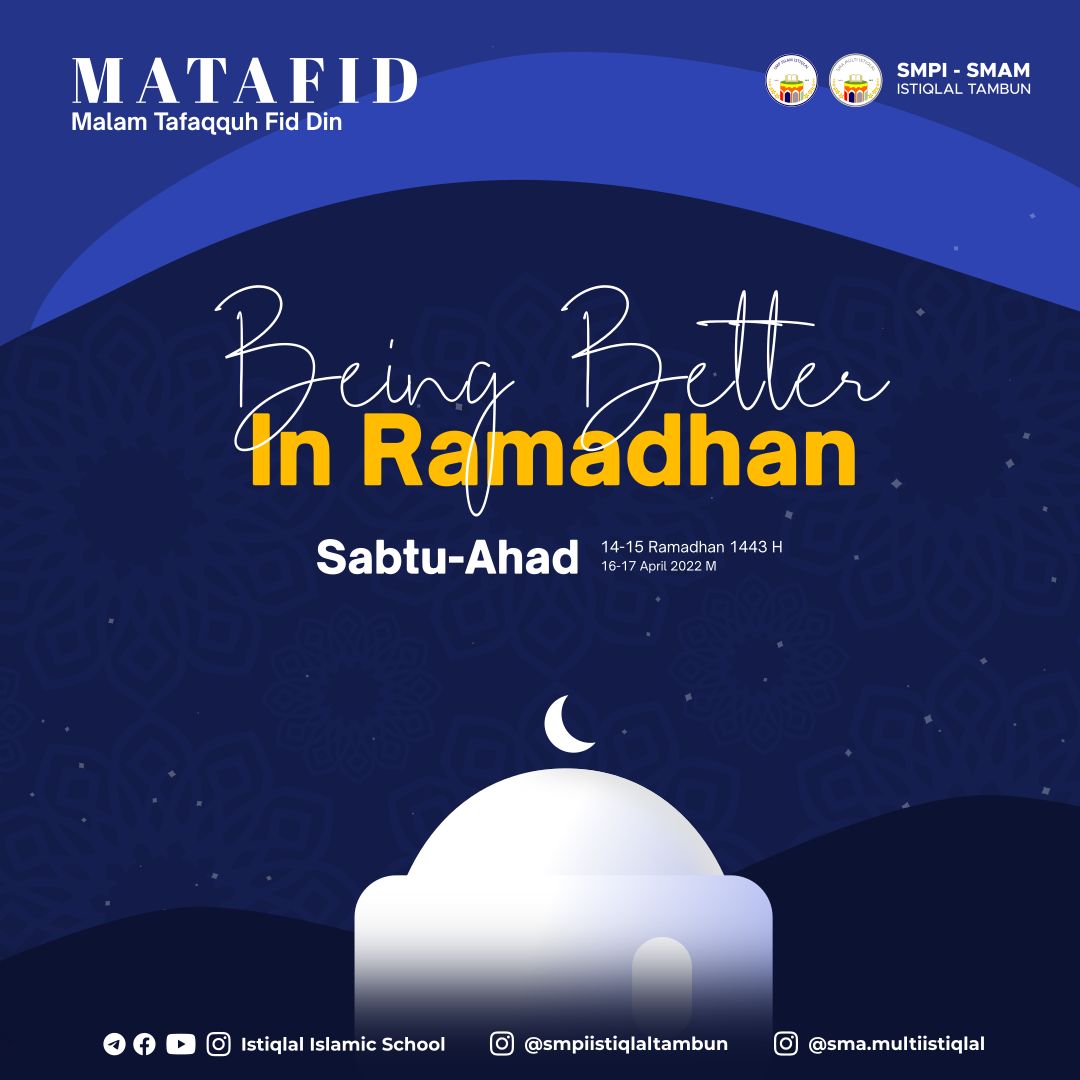 MATAFID
Malam Tafaqquh Fid Din
SMPI - SMAM
ISTIQLAL TAMBUN
Being Better
In Ramadhan
Sabtu-Ahad
14-15 Ramadhan 1443 H
16-17 April 2022 M
Istiqlal Islamic School
@smpiistiqlaltambun
@sma.multiistiqlal